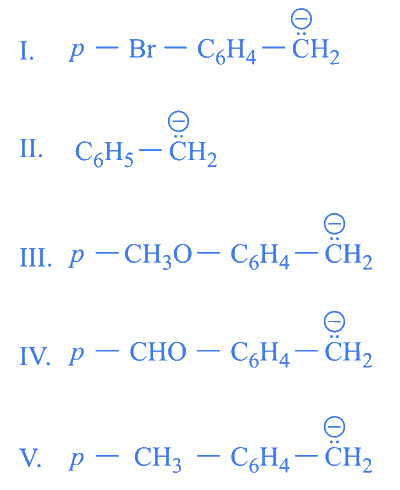 I. p — Br — C₆H₄ — C̈H₂ ⊖
II. C₆H₅ — C̈H₂ ⊖
III. p — CH₃O — C₆H₄ — C̈H₂ ⊖
IV. p — CHO — C₆H₄ — C̈H₂ ⊖
V. p — CH₃ — C₆H₄ — C̈H₂ ⊖